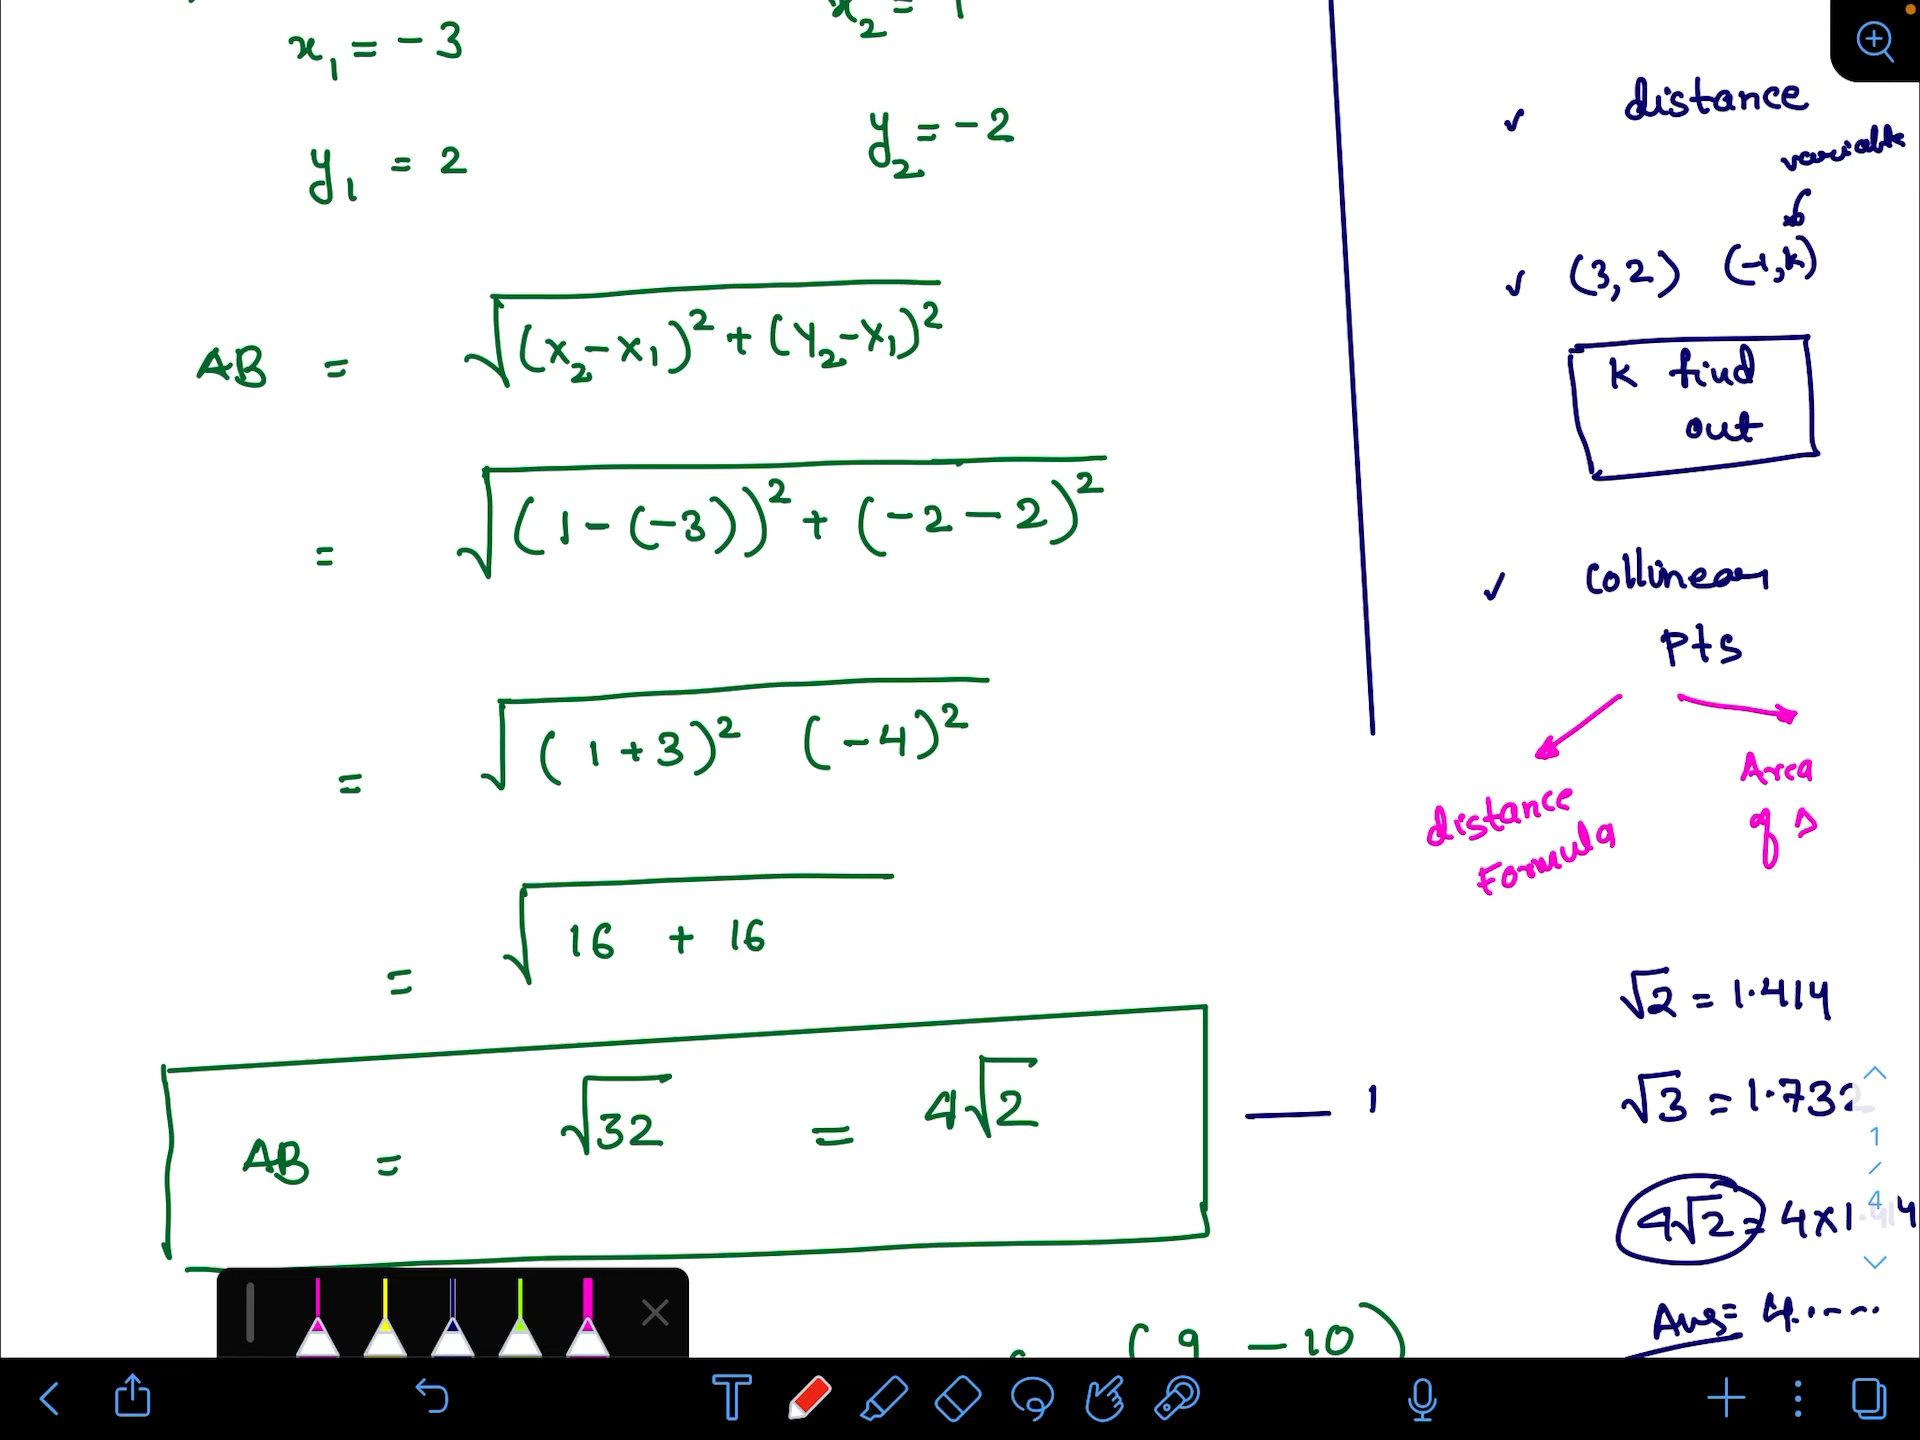 x₁ = -3
x₂ = 1
y₁ = 2
y₂ = -2
AB = √(x₂-x₁)² + (y₂-x₁)²
= √(1-(-3))² + (-2-2)²
= √(1+3)² (-4)²
= √16 + 16
AB = √32 = 4√2 — 1
(9 - 10)
✓ distance
variable
✓ (3,2) (-1,k)
k find
out
✓ collinear
pts
distance
Formula
Area
of Δ
√2 = 1.414
√3 = 1.732
4√2 = 4x1.414
Ans = 4.....
1
/
4
T